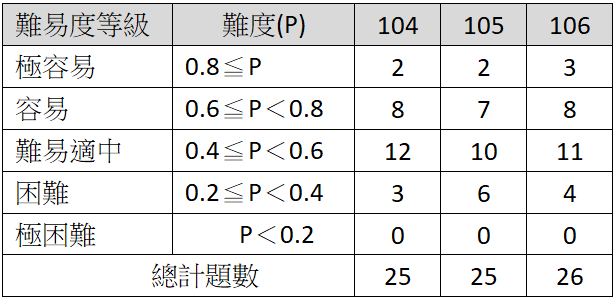 難易度等級 難度(P) 104 105 106
極容易 0.8≦P 2 2 3
容易 0.6≦P＜0.8 8 7 8
難易適中 0.4≦P＜0.6 12 10 11
困難 0.2≦P＜0.4 3 6 4
極困難 P＜0.2 0 0 0
總計題數 25 25 26